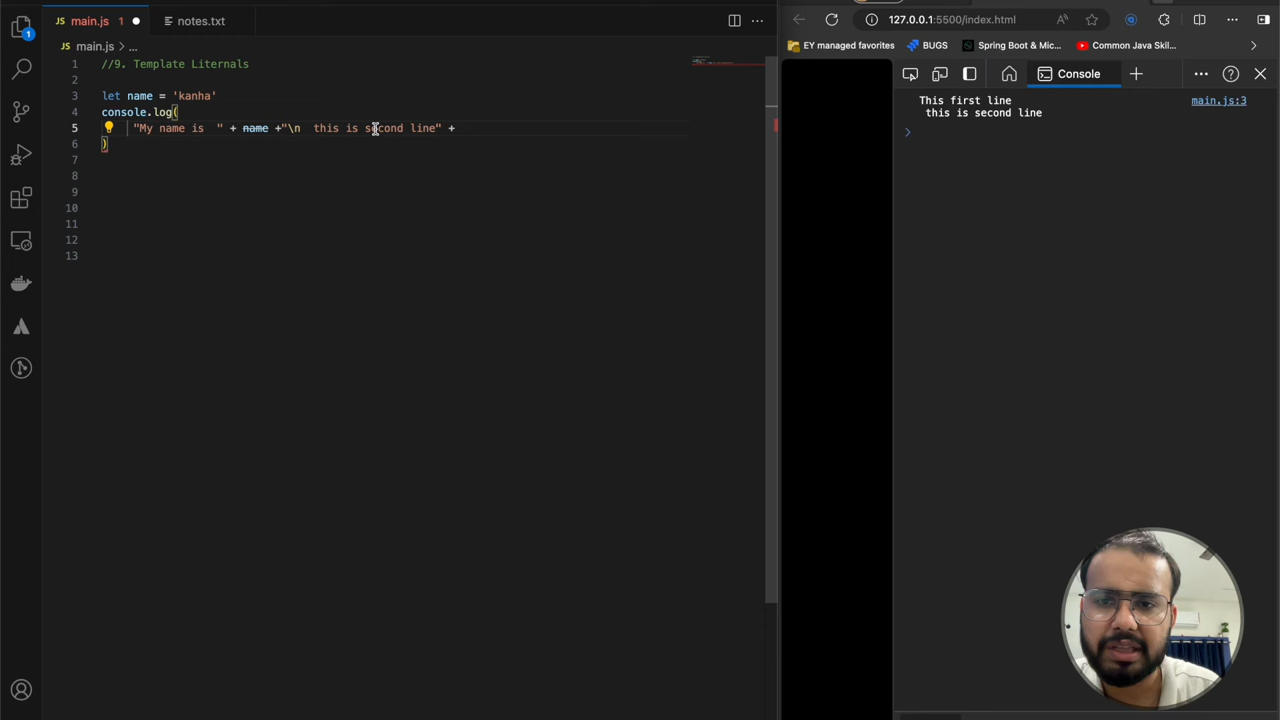 main.js 1
notes.txt
127.0.0.1:5500/index.html
1
JS main.js > ...
EY managed favorites
BUGS
Spring Boot & Mic...
Common Java Skil...
Console
1 //9. Template Liternals
2
3 let name = 'kanha'
4 console.log(
5 "My name is  " + name +"\n  this is second line" +
6 )
7
8
9
10
11
12
13
This first line
main.js:3
this is second line